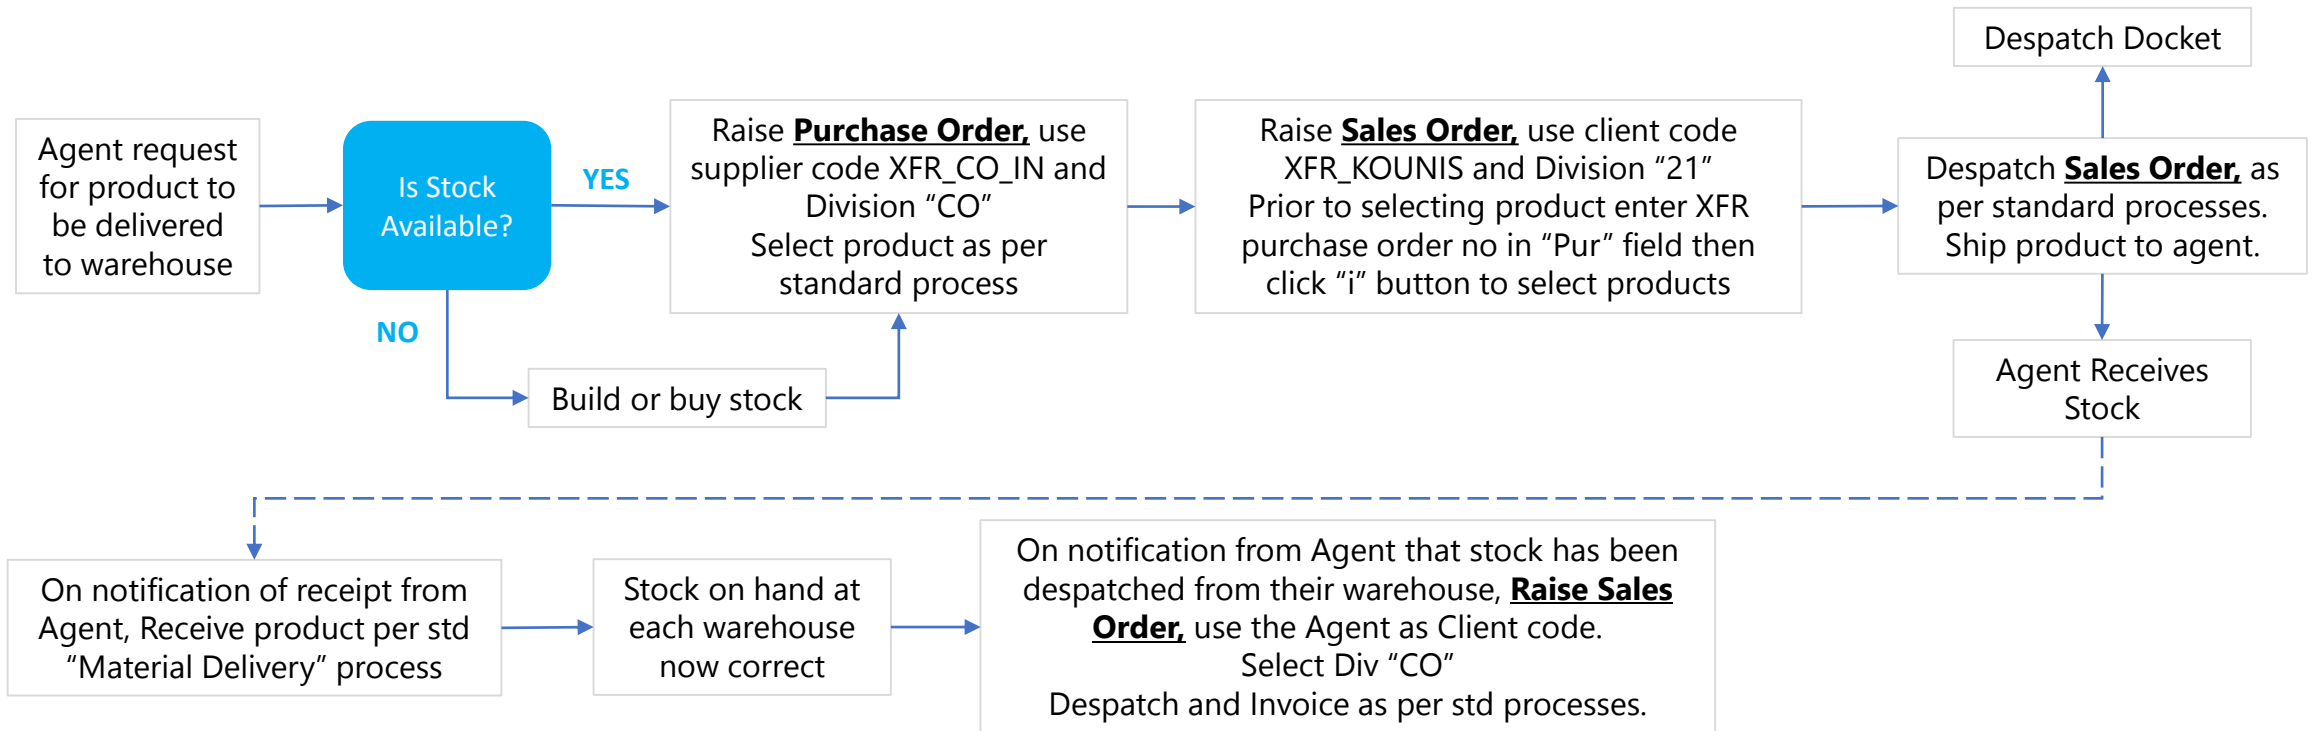 Agent request
for product to
be delivered
to warehouse
Is Stock
Available?
YES
NO
Build or buy stock
Raise Purchase Order, use
supplier code XFR_CO_IN and
Division “CO”
Select product as per
standard process
Raise Sales Order, use client code
XFR_KOUNIS and Division “21”
Prior to selecting product enter XFR
purchase order no in “Pur” field then
click “i” button to select products
Despatch Docket
Despatch Sales Order, as
per standard processes.
Ship product to agent.
Agent Receives
Stock
On notification of receipt from
Agent, Receive product per std
“Material Delivery” process
Stock on hand at
each warehouse
now correct
On notification from Agent that stock has been
despatched from their warehouse, Raise Sales
Order, use the Agent as Client code.
Select Div “CO”
Despatch and Invoice as per std processes.